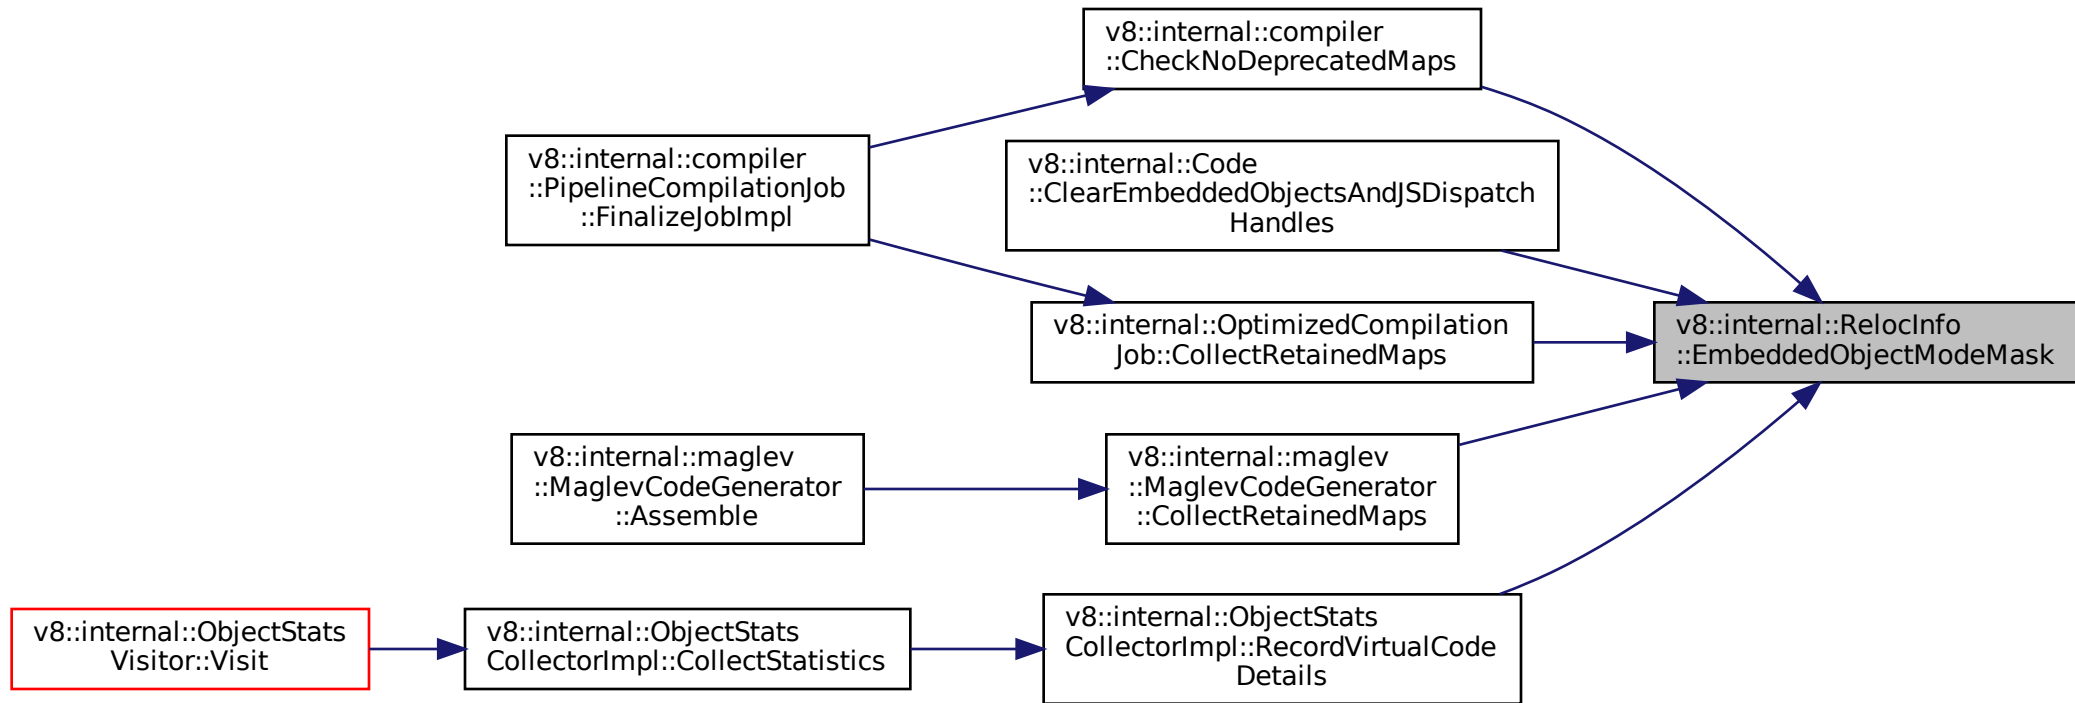 v8::internal::compiler
::CheckNoDeprecatedMaps
v8::internal::compiler
::PipelineCompilationJob
::FinalizeJobImpl
v8::internal::Code
::ClearEmbeddedObjectsAndJSDispatch
Handles
v8::internal::OptimizedCompilation
Job::CollectRetainedMaps
v8::internal::RelocInfo
::EmbeddedObjectModeMask
v8::internal::maglev
::MaglevCodeGenerator
::Assemble
v8::internal::maglev
::MaglevCodeGenerator
::CollectRetainedMaps
v8::internal::ObjectStats
Visitor::Visit
v8::internal::ObjectStats
CollectorImpl::CollectStatistics
v8::internal::ObjectStats
CollectorImpl::RecordVirtualCode
Details